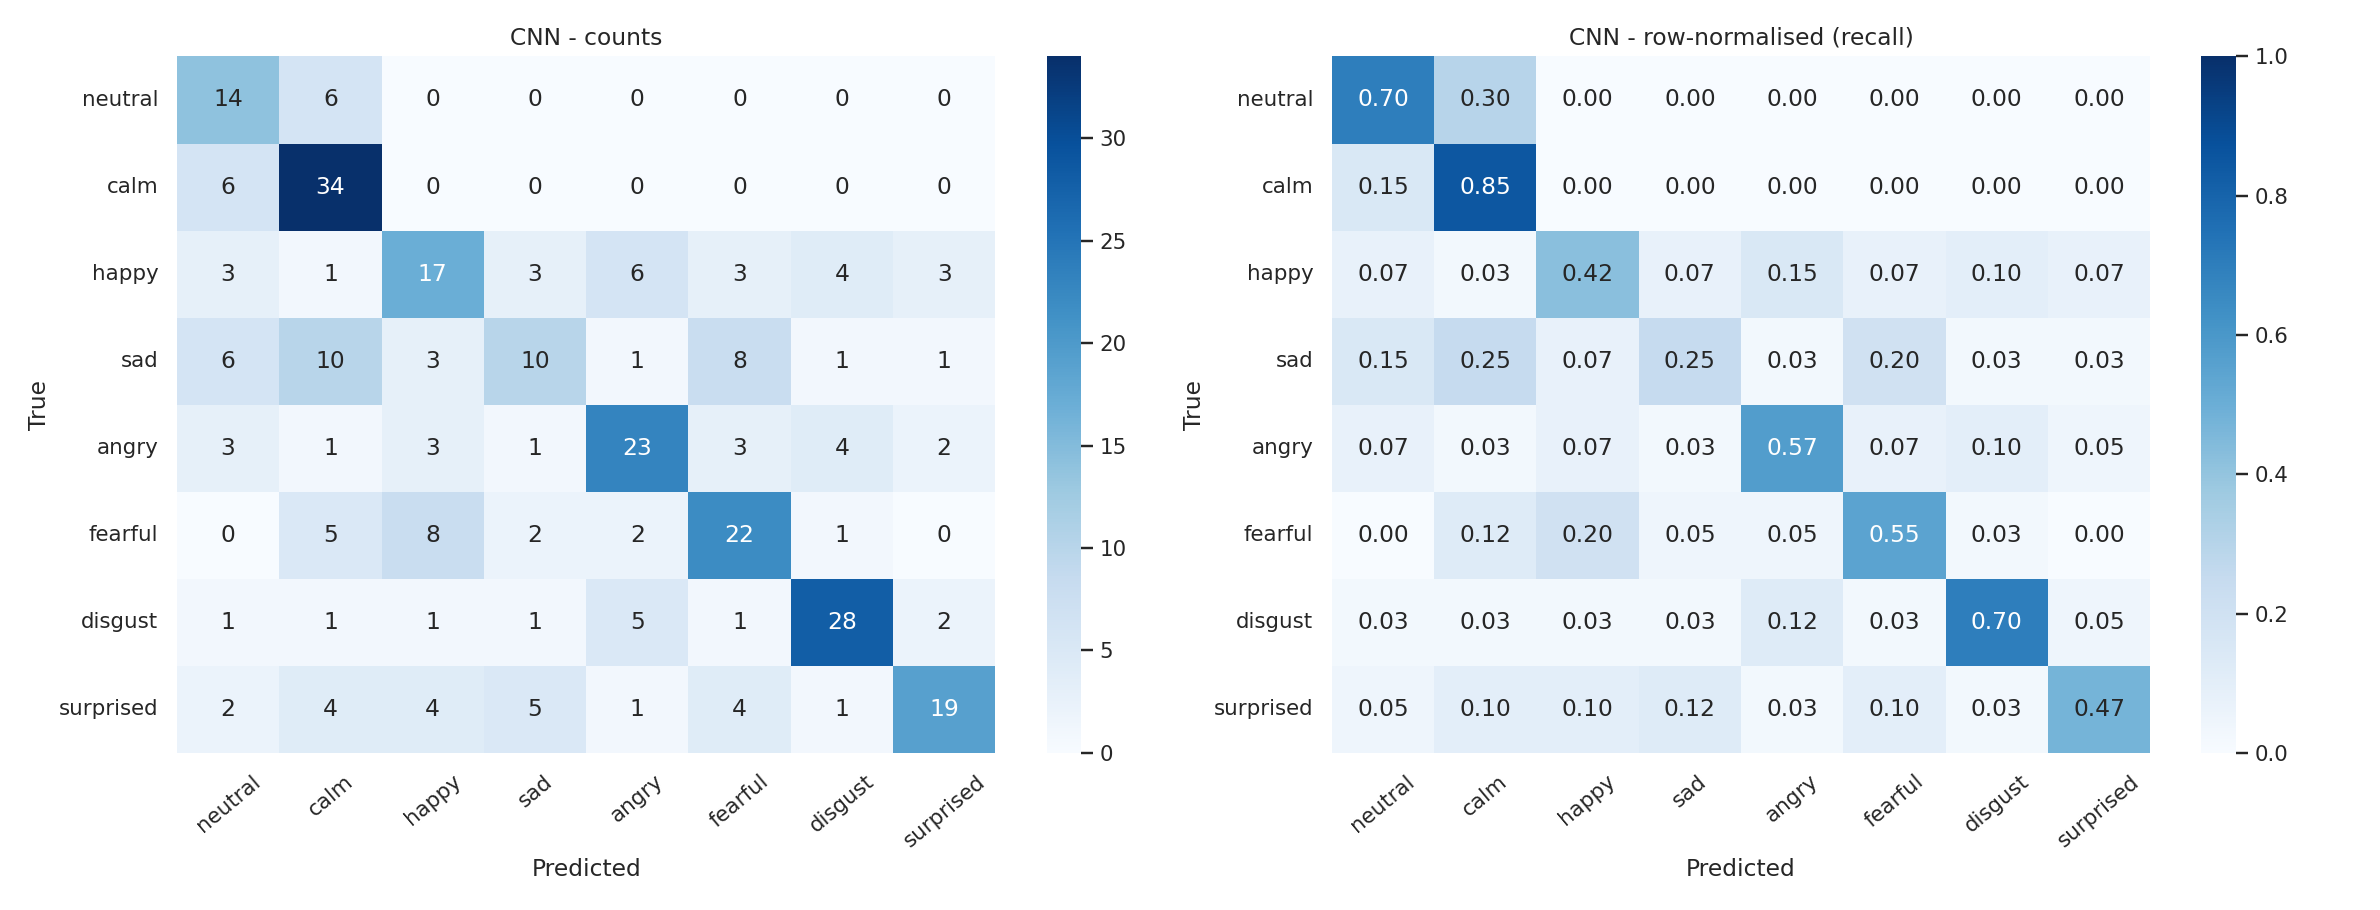 CNN - counts
neutral 14 6 0 0 0 0 0 0
calm 6 34 0 0 0 0 0 0
happy 3 1 17 3 6 3 4 3
sad 6 10 3 10 1 8 1 1
angry 3 1 3 1 23 3 4 2
fearful 0 5 8 2 2 22 1 0
disgust 1 1 1 1 5 1 28 2
surprised 2 4 4 5 1 4 1 19
True
neutral calm happy sad angry fearful disgust surprised
Predicted
30
25
20
15
10
5
0
CNN - row-normalised (recall)
neutral 0.70 0.30 0.00 0.00 0.00 0.00 0.00 0.00
calm 0.15 0.85 0.00 0.00 0.00 0.00 0.00 0.00
happy 0.07 0.03 0.42 0.07 0.15 0.07 0.10 0.07
sad 0.15 0.25 0.07 0.25 0.03 0.20 0.03 0.03
angry 0.07 0.03 0.07 0.03 0.57 0.07 0.10 0.05
fearful 0.00 0.12 0.20 0.05 0.05 0.55 0.03 0.00
disgust 0.03 0.03 0.03 0.03 0.12 0.03 0.70 0.05
surprised 0.05 0.10 0.10 0.12 0.03 0.10 0.03 0.47
True
neutral calm happy sad angry fearful disgust surprised
Predicted
1.0
0.8
0.6
0.4
0.2
0.0